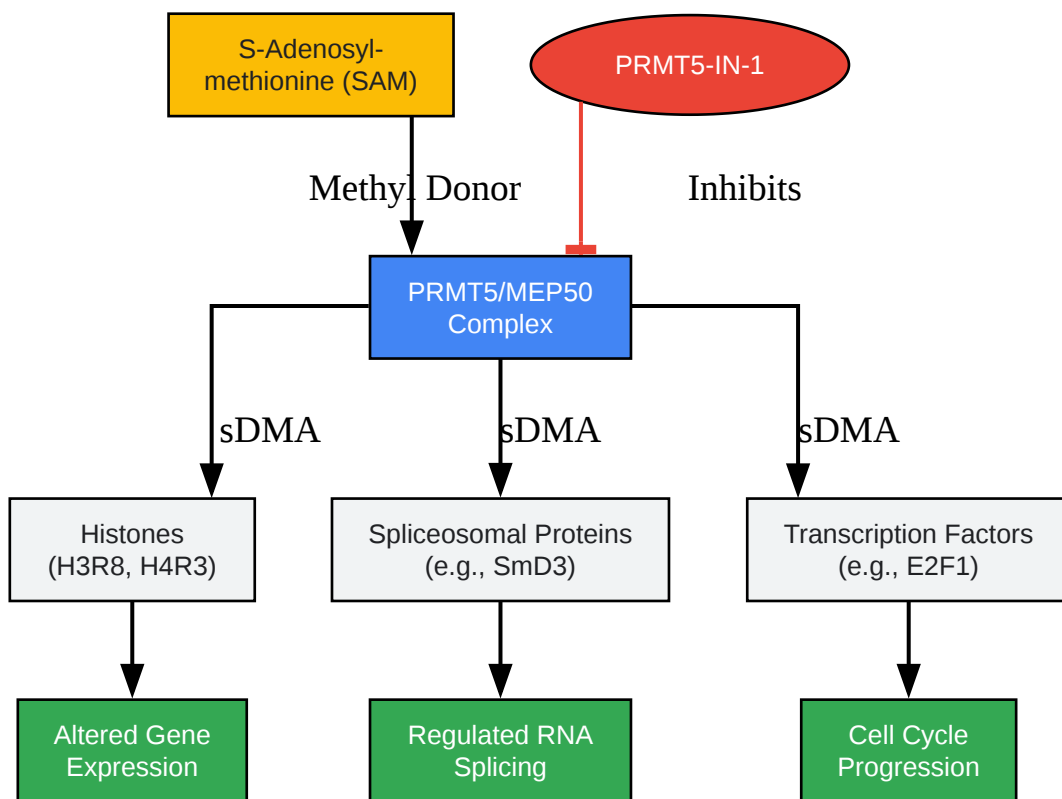 S-Adenosyl-
methionine (SAM)
PRMT5-IN-1
Methyl Donor
Inhibits
PRMT5/MEP50
Complex
sDMA
sDMA
sDMA
Histones
(H3R8, H4R3)
Spliceosomal Proteins
(e.g., SmD3)
Transcription Factors
(e.g., E2F1)
Altered Gene
Expression
Regulated RNA
Splicing
Cell Cycle
Progression